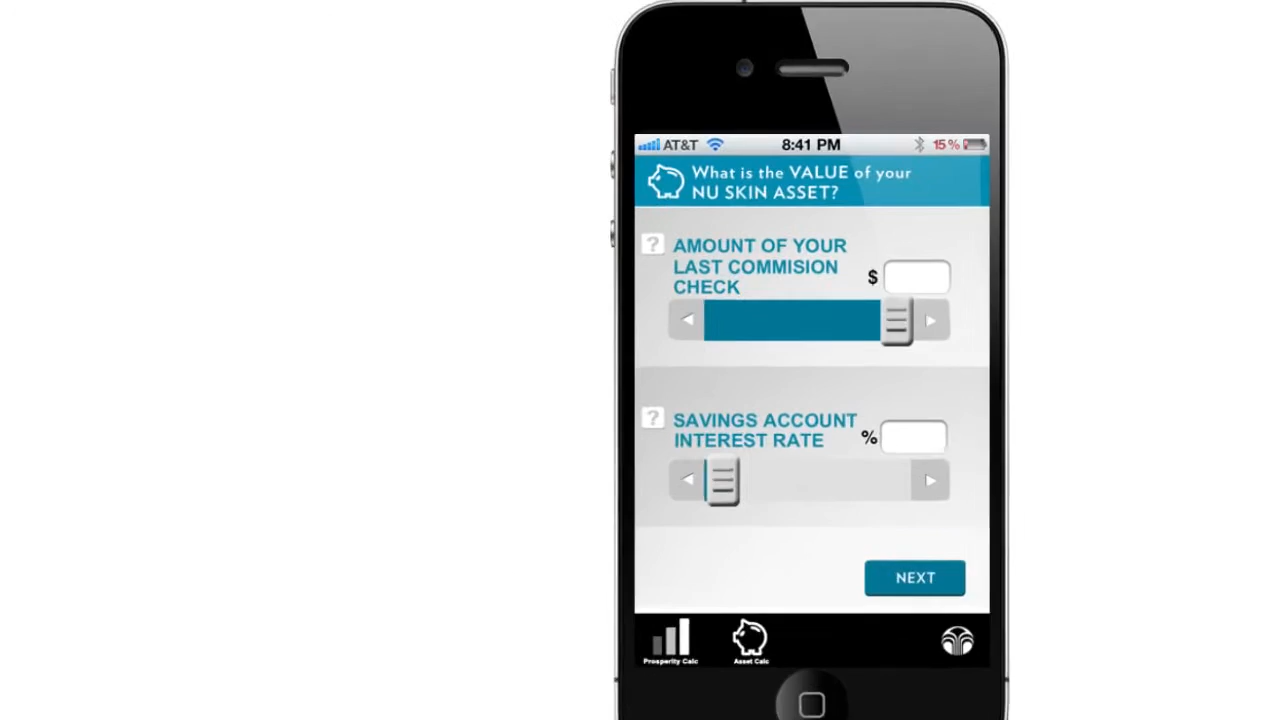 AT&T 8:41 PM 15%
What is the VALUE of your
NU SKIN ASSET?
? AMOUNT OF YOUR
LAST COMMISION
CHECK $
? SAVINGS ACCOUNT
INTEREST RATE %
NEXT
Prosperity Calc Asset Calc